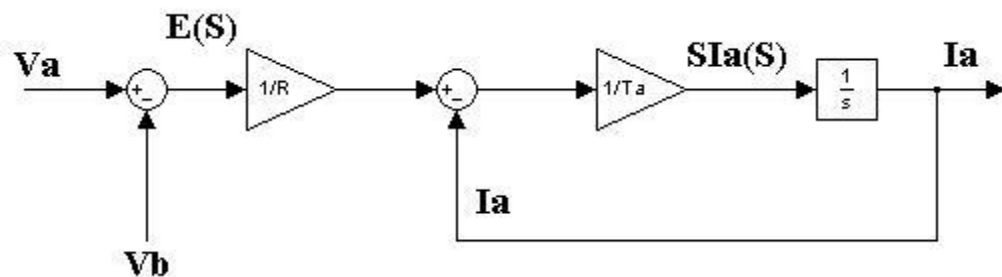 E(S)
Va
+
−
1/R
+
−
1/Ta
SIa(S)
1
s
Ia
Ia
Vb